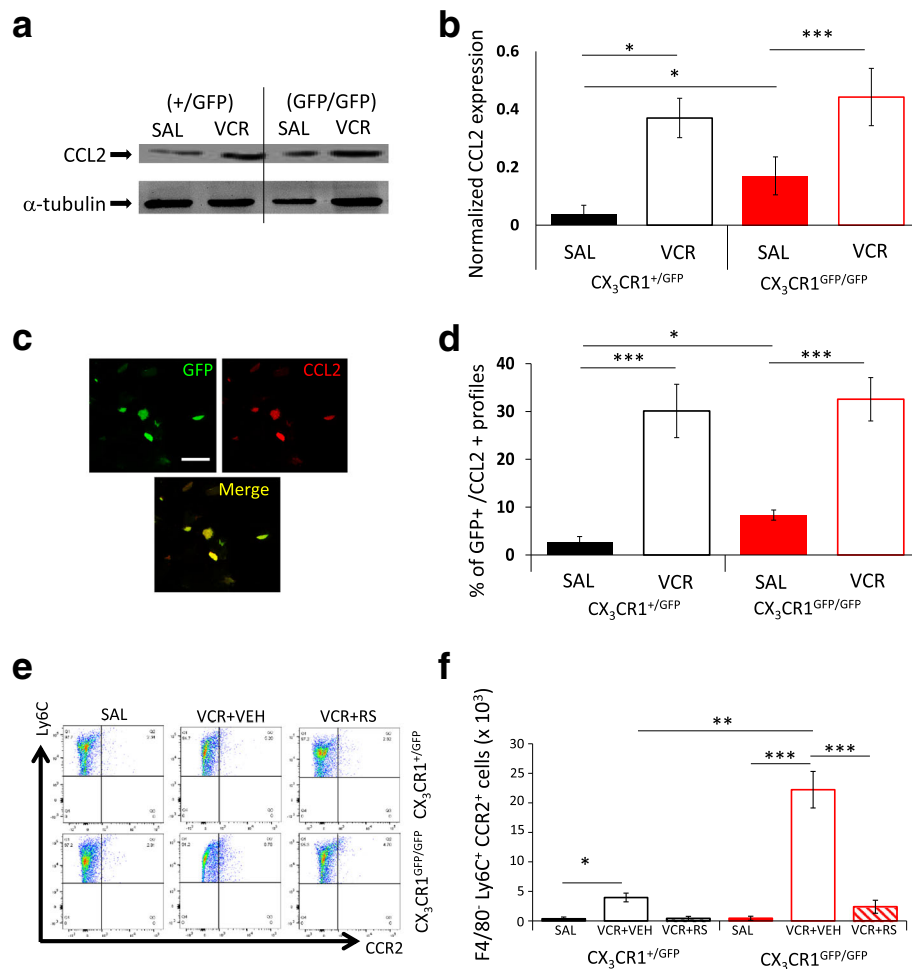 a
(+/GFP) (GFP/GFP)
SAL VCR SAL VCR
CCL2
α-tubulin
b
Normalized CCL2 expression
0.6
0.4
0.2
0
*
*
***
SAL VCR SAL VCR
CX3CR1+/GFP CX3CR1GFP/GFP
c
GFP
CCL2
Merge
d
% of GFP+ /CCL2 + profiles
40
30
20
10
0
*
***
***
SAL VCR SAL VCR
CX3CR1+/GFP CX3CR1GFP/GFP
e
Ly6C
SAL VCR+VEH VCR+RS
CX3CR1+/GFP
CX3CR1GFP/GFP
CCR2
f
F4/80- Ly6C+ CCR2+ cells (x 103)
30
25
20
15
10
5
0
*
**
***
***
SAL VCR+VEH VCR+RS SAL VCR+VEH VCR+RS
CX3CR1+/GFP CX3CR1GFP/GFP